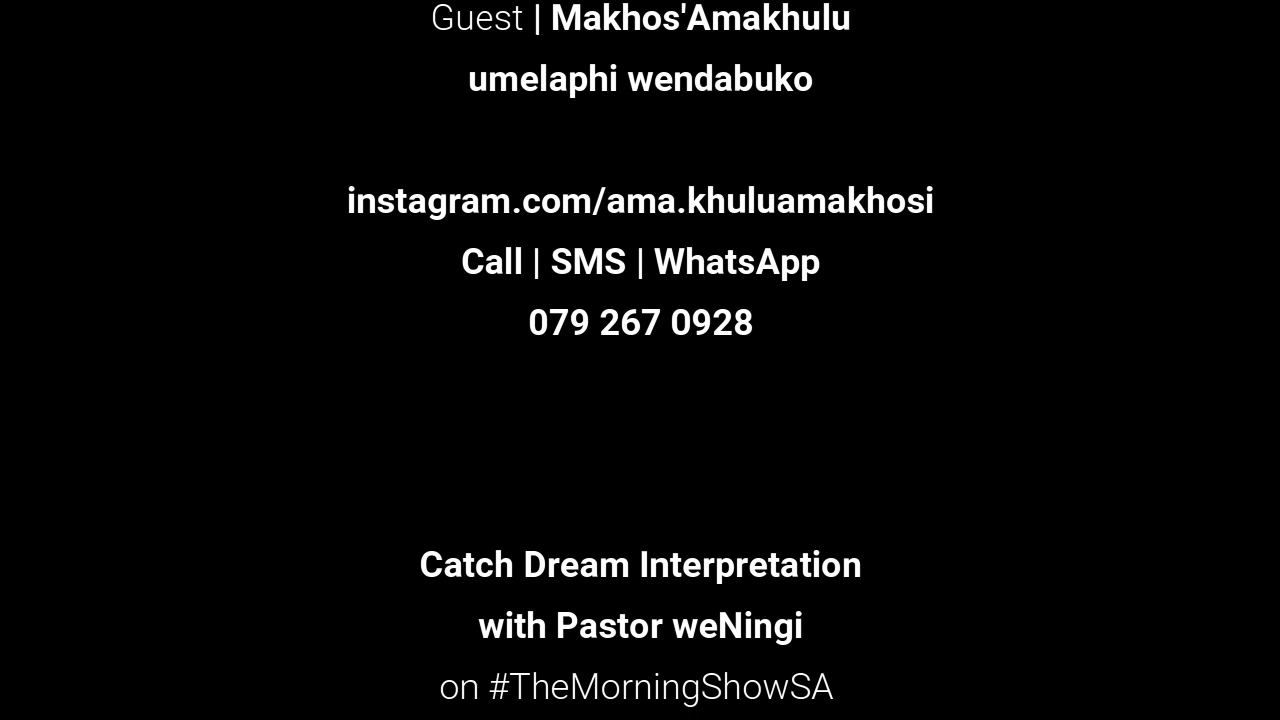 Guest | Makhos'Amakhulu
umelaphi wendabuko
instagram.com/ama.khuluamakhosi
Call | SMS | WhatsApp
079 267 0928
Catch Dream Interpretation
with Pastor weNingi
on #TheMorningShowSA